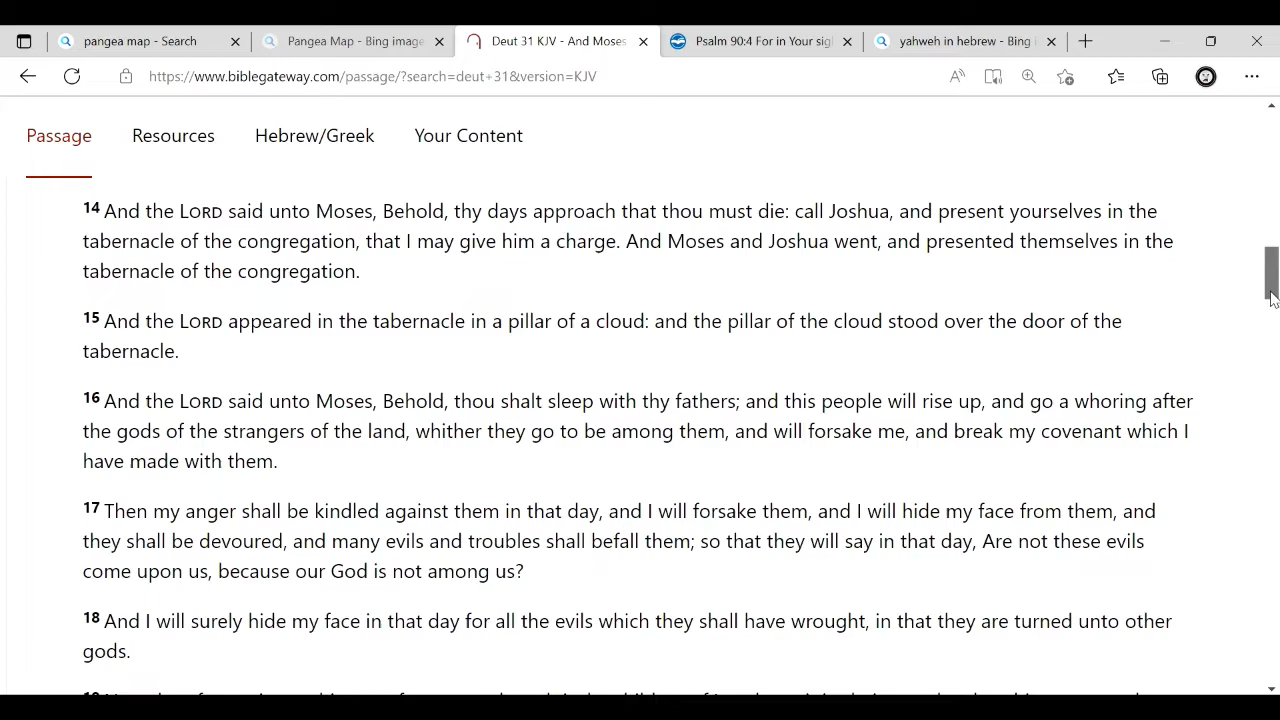 pangea map - Search
Pangea Map - Bing image
Deut 31 KJV - And Moses
Psalm 90:4 For in Your sig
yahweh in hebrew - Bing
https://www.biblegateway.com/passage/?search=deut+31&version=KJV
Passage Resources Hebrew/Greek Your Content
14 And the LORD said unto Moses, Behold, thy days approach that thou must die: call Joshua, and present yourselves in the
tabernacle of the congregation, that I may give him a charge. And Moses and Joshua went, and presented themselves in the
tabernacle of the congregation.
15 And the LORD appeared in the tabernacle in a pillar of a cloud: and the pillar of the cloud stood over the door of the
tabernacle.
16 And the LORD said unto Moses, Behold, thou shalt sleep with thy fathers; and this people will rise up, and go a whoring after
the gods of the strangers of the land, whither they go to be among them, and will forsake me, and break my covenant which I
have made with them.
17 Then my anger shall be kindled against them in that day, and I will forsake them, and I will hide my face from them, and
they shall be devoured, and many evils and troubles shall befall them; so that they will say in that day, Are not these evils
come upon us, because our God is not among us?
18 And I will surely hide my face in that day for all the evils which they shall have wrought, in that they are turned unto other
gods.